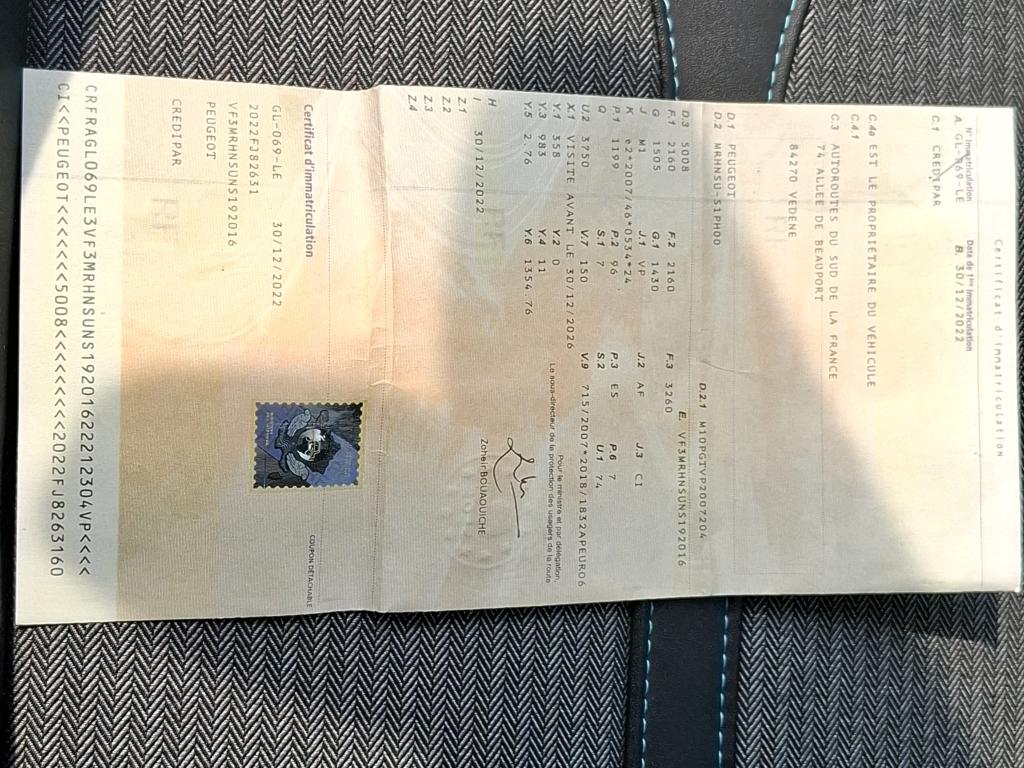 Certificat d'immatriculation
N° immatriculation Date de 1ère immatriculation
A. GL-069-LE B. 30/12/2022
C.1 CREDIPAR
C.4a EST LE PROPRIÉTAIRE DU VÉHICULE
C.4.1
C.3 AUTOROUTES DU SUD DE LA FRANCE
74 ALLEE DE BEAUPORT
84270 VEDENE
D.1 PEUGEOT
D.2 MRHNSU-S1PH00 D.2.1 M10PGTVP2007204
D.3 5008 E. VF3MRHNSUNS192016
F.1 2160 F.2 2160 F.3 3260
G 1505 G.1 1430
J M1 J.1 VP J.2 AF J.3 CI
K e2*2007/46*0534*24
P.1 1199 P.2 96 P.3 ES P.6 7
Q S.1 7 S.2 U.1 74
U.2 3750 V.7 150 V.9 715/2007*2018/1832APEURO6
X.1 VISITE AVANT LE 30/12/2026
Y.1 358 Y.2 0
Y.3 983 Y.4 11
Y.5 2.76 Y.6 1354.76
Pour le ministre et par délégation,
Le sous-directeur de la protection des usagers de la route
H
I 30/12/2022
Zoheir BOUAOUICHE
Z.1
Z.2
Z.3
Z.4
Certificat d'immatriculation COUPON DÉTACHABLE
GL-069-LE 30/12/2022
2022FJ82631
VF3MRHNSUNS192016
PEUGEOT
CREDIPAR
CRFRAGL069LE3VF3MRHNSUNS1920162221230​4VP<<<<
CI<<PEUGEOT<<<<<<5008<<<<<<<<<2022FJ8263160